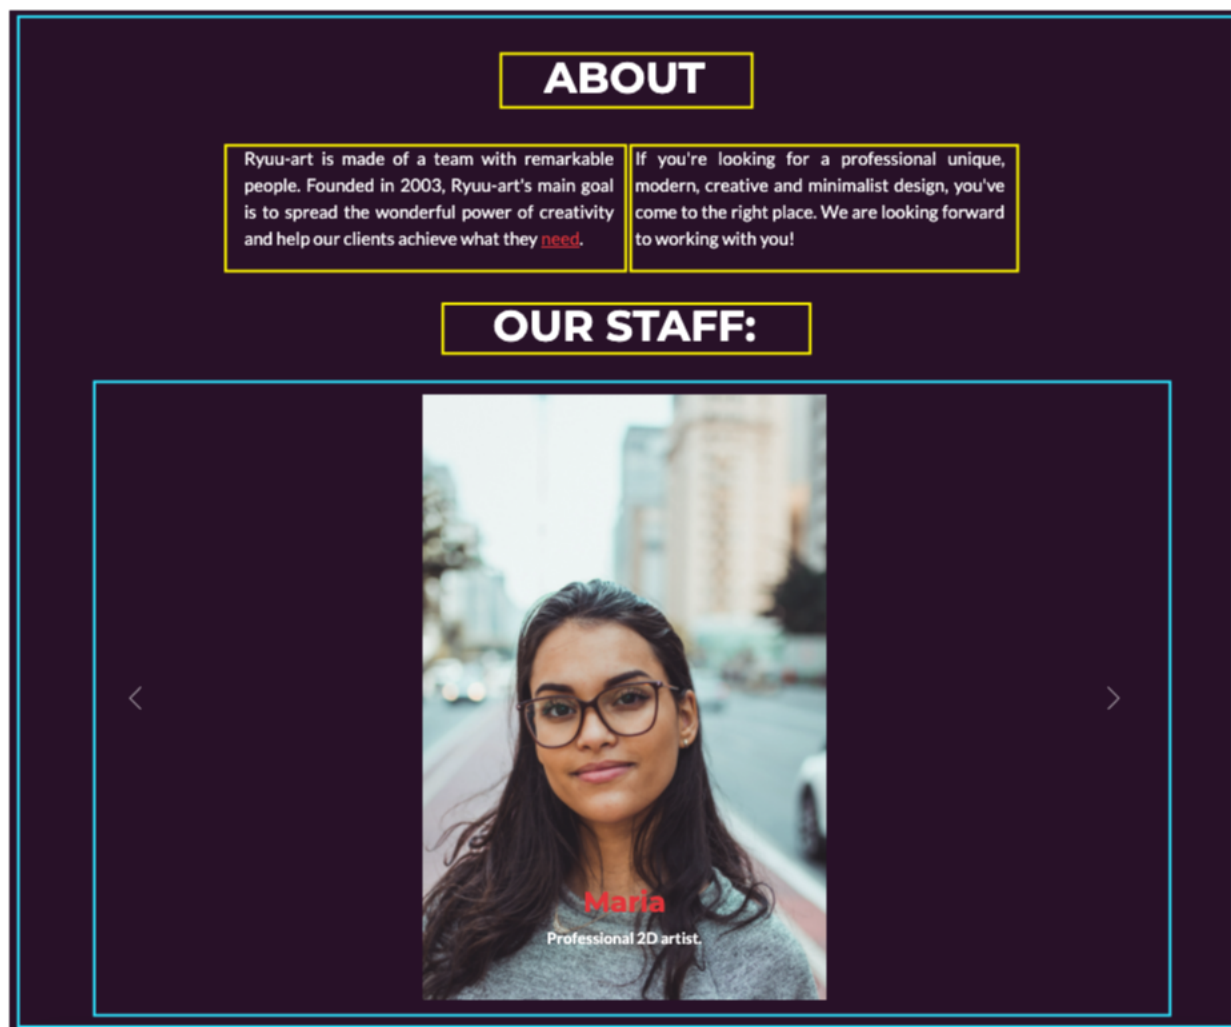 ABOUT
Ryuu-art is made of a team with remarkable
people. Founded in 2003, Ryuu-art's main goal
is to spread the wonderful power of creativity
and help our clients achieve what they need.
If you're looking for a professional unique,
modern, creative and minimalist design, you've
come to the right place. We are looking forward
to working with you!
OUR STAFF:
Maria
Professional 2D artist.